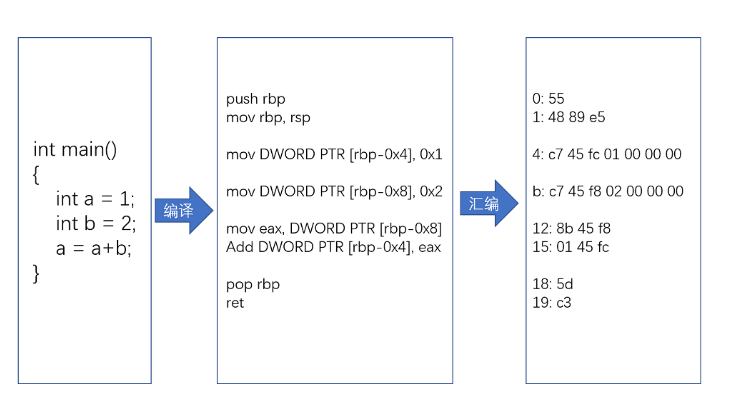 int main()
{
int a = 1;
int b = 2;
a = a+b;
}
编译
push rbp
mov rbp, rsp
mov DWORD PTR [rbp-0x4], 0x1
mov DWORD PTR [rbp-0x8], 0x2
mov eax, DWORD PTR [rbp-0x8]
Add DWORD PTR [rbp-0x4], eax
pop rbp
ret
汇编
0: 55
1: 48 89 e5
4: c7 45 fc 01 00 00 00
b: c7 45 f8 02 00 00 00
12: 8b 45 f8
15: 01 45 fc
18: 5d
19: c3